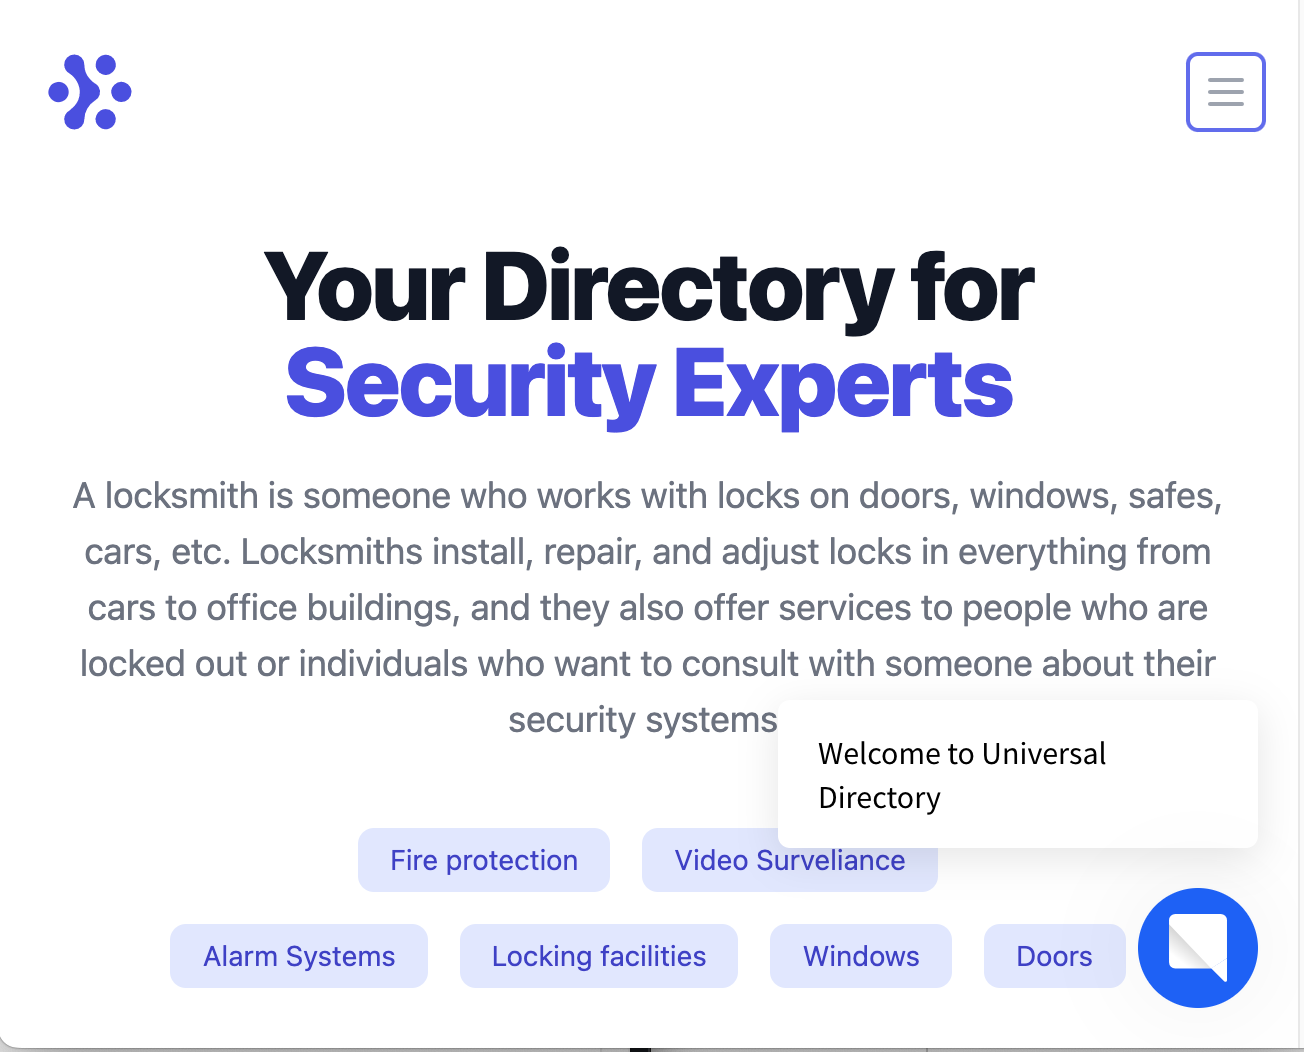 Your Directory for
Security Experts
A locksmith is someone who works with locks on doors, windows, safes,
cars, etc. Locksmiths install, repair, and adjust locks in everything from
cars to office buildings, and they also offer services to people who are
locked out or individuals who want to consult with someone about their
security systems
Welcome to Universal
Directory
Fire protection
Video Surveliance
Alarm Systems
Locking facilities
Windows
Doors